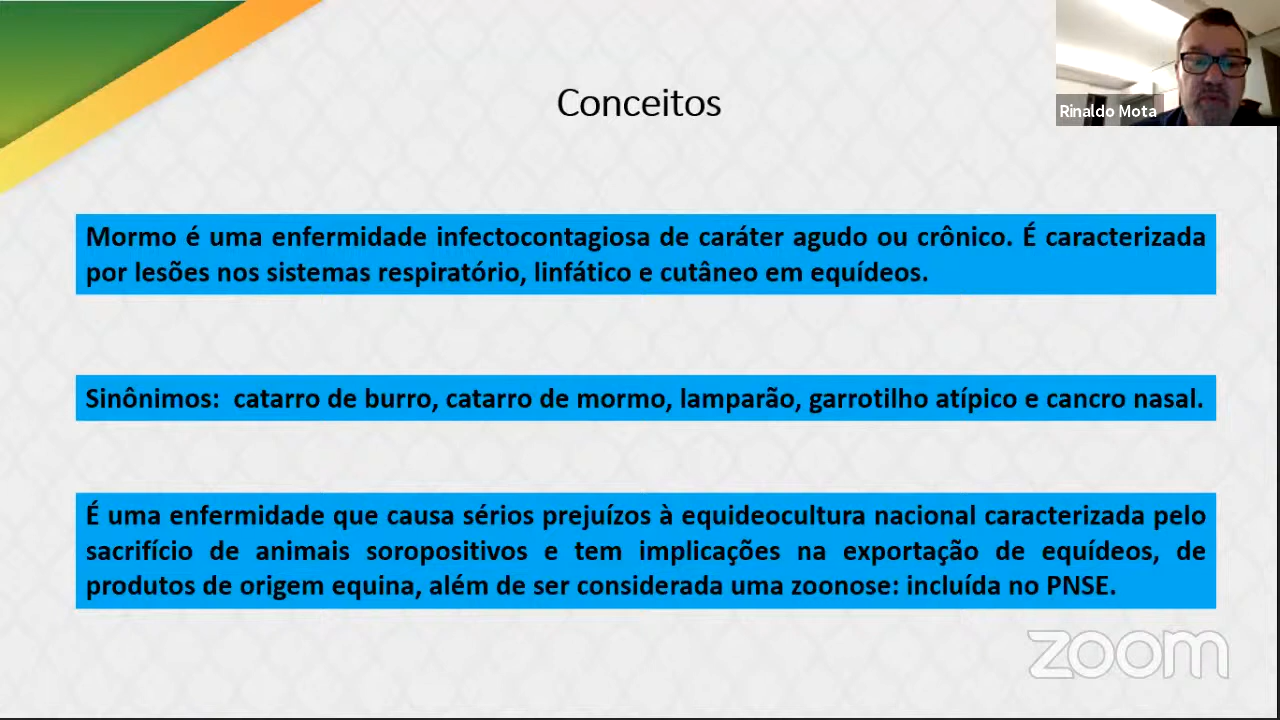 Conceitos
Rinaldo Mota
Mormo é uma enfermidade infectocontagiosa de caráter agudo ou crônico. É caracterizada
por lesões nos sistemas respiratório, linfático e cutâneo em equídeos.
Sinônimos: catarro de burro, catarro de mormo, lamparão, garrotilho atípico e cancro nasal.
É uma enfermidade que causa sérios prejuízos à equideocultura nacional caracterizada pelo
sacrifício de animais soropositivos e tem implicações na exportação de equídeos, de
produtos de origem equina, além de ser considerada uma zoonose: incluída no PNSE.
zoom